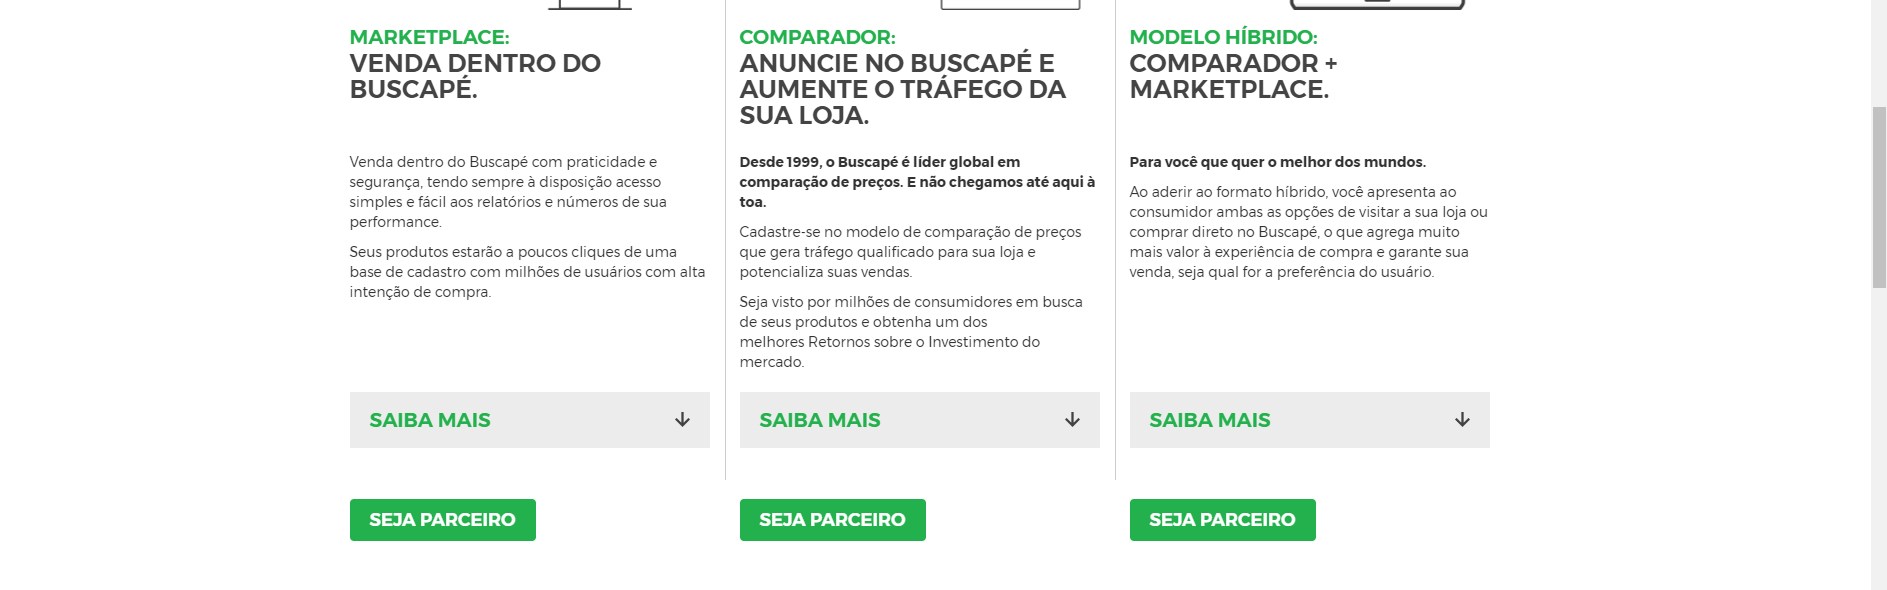 MARKETPLACE:
VENDA DENTRO DO
BUSCAPÉ.
Venda dentro do Buscapé com praticidade e
segurança, tendo sempre à disposição acesso
simples e fácil aos relatórios e números de sua
performance.
Seus produtos estarão a poucos cliques de uma
base de cadastro com milhões de usuários com alta
intenção de compra.
SAIBA MAIS
SEJA PARCEIRO
COMPARADOR:
ANUNCIE NO BUSCAPÉ E
AUMENTE O TRÁFEGO DA
SUA LOJA.
Desde 1999, o Buscapé é líder global em
comparação de preços. E não chegamos até aqui à
toa.
Cadastre-se no modelo de comparação de preços
que gera tráfego qualificado para sua loja e
potencializa suas vendas.
Seja visto por milhões de consumidores em busca
de seus produtos e obtenha um dos
melhores Retornos sobre o Investimento do
mercado.
SAIBA MAIS
SEJA PARCEIRO
MODELO HÍBRIDO:
COMPARADOR +
MARKETPLACE.
Para você que quer o melhor dos mundos.
Ao aderir ao formato híbrido, você apresenta ao
consumidor ambas as opções de visitar a sua loja ou
comprar direto no Buscapé, o que agrega muito
mais valor à experiência de compra e garante sua
venda, seja qual for a preferência do usuário.
SAIBA MAIS
SEJA PARCEIRO